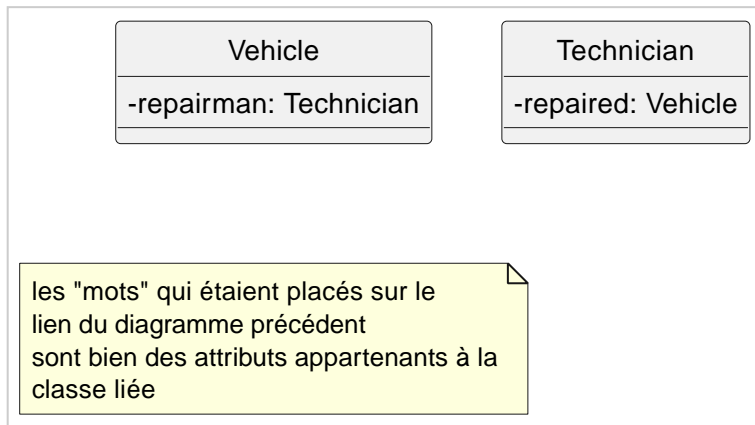 Vehicle
-repairman: Technician
Technician
-repaired: Vehicle
les "mots" qui étaient placés sur le
lien du diagramme précédent
sont bien des attributs appartenants à la
classe liée